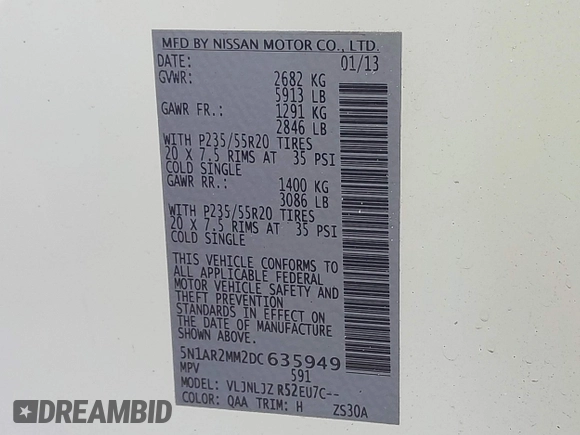 MFD BY NISSAN MOTOR CO., LTD.
DATE: 01/13
GVWR: 2682 KG
5913 LB
GAWR FR.: 1291 KG
2846 LB
WITH P235/55R20 TIRES
20 X 7.5 RIMS AT 35 PSI
COLD SINGLE
GAWR RR.: 1400 KG
3086 LB
WITH P235/55R20 TIRES
20 X 7.5 RIMS AT 35 PSI
COLD SINGLE
THIS VEHICLE CONFORMS TO
ALL APPLICABLE FEDERAL
MOTOR VEHICLE SAFETY AND
THEFT PREVENTION
STANDARDS IN EFFECT ON
THE DATE OF MANUFACTURE
SHOWN ABOVE.
5N1AR2MM2DC635949
MPV 591
MODEL: VLJNLJZ RS2EU7C--
COLOR: QAA TRIM: H ZS30A
DREAMBID